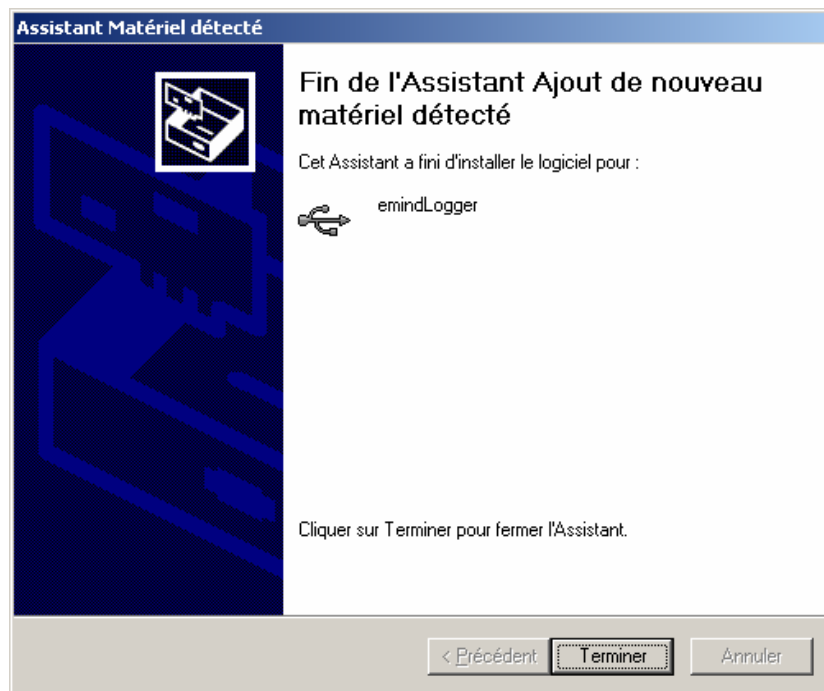 Assistant Matériel détecté
Fin de l'Assistant Ajout de nouveau
matériel détecté
Cet Assistant a fini d'installer le logiciel pour :
emindLogger
Cliquer sur Terminer pour fermer l'Assistant.
< Précédent Terminer Annuler